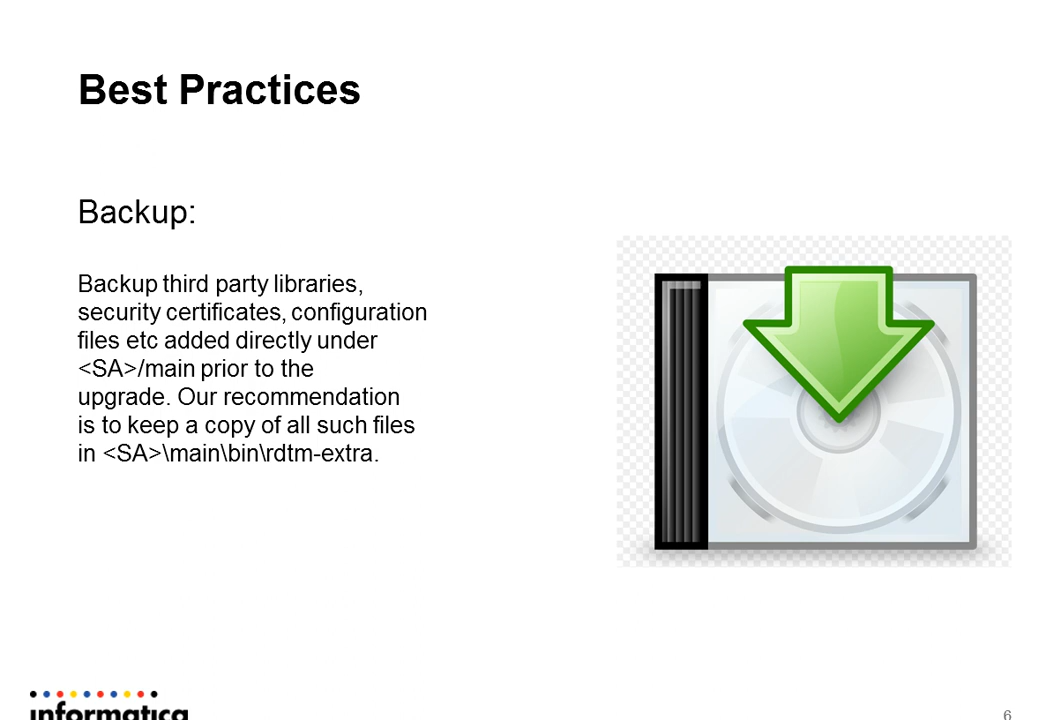 Best Practices
Backup:
Backup third party libraries,
security certificates, configuration
files etc added directly under
<SA>/main prior to the
upgrade. Our recommendation
is to keep a copy of all such files
in <SA>\main\bin\rdtm-extra.
informatica
6